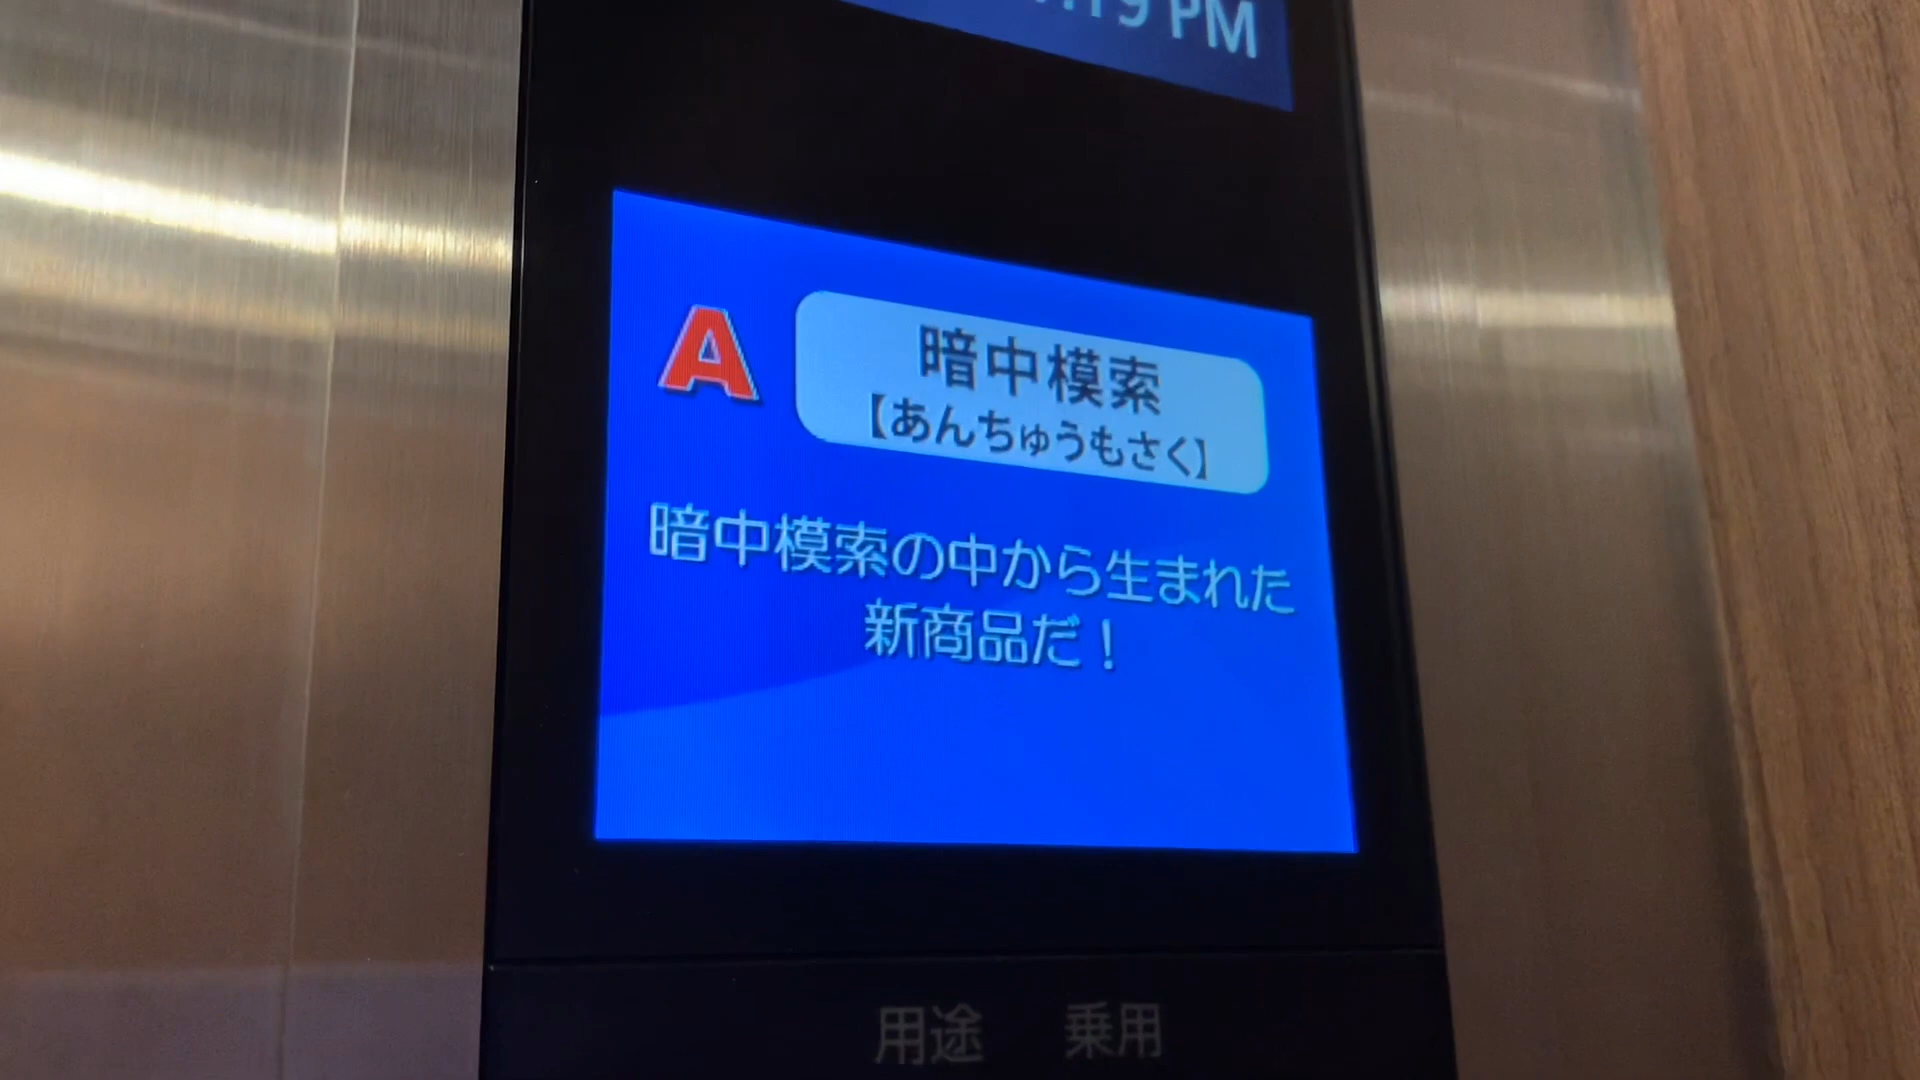 19 PM
A
暗中模索
【あんちゅうもさく】
暗中模索の中から生まれた
新商品だ！
用途 乗用